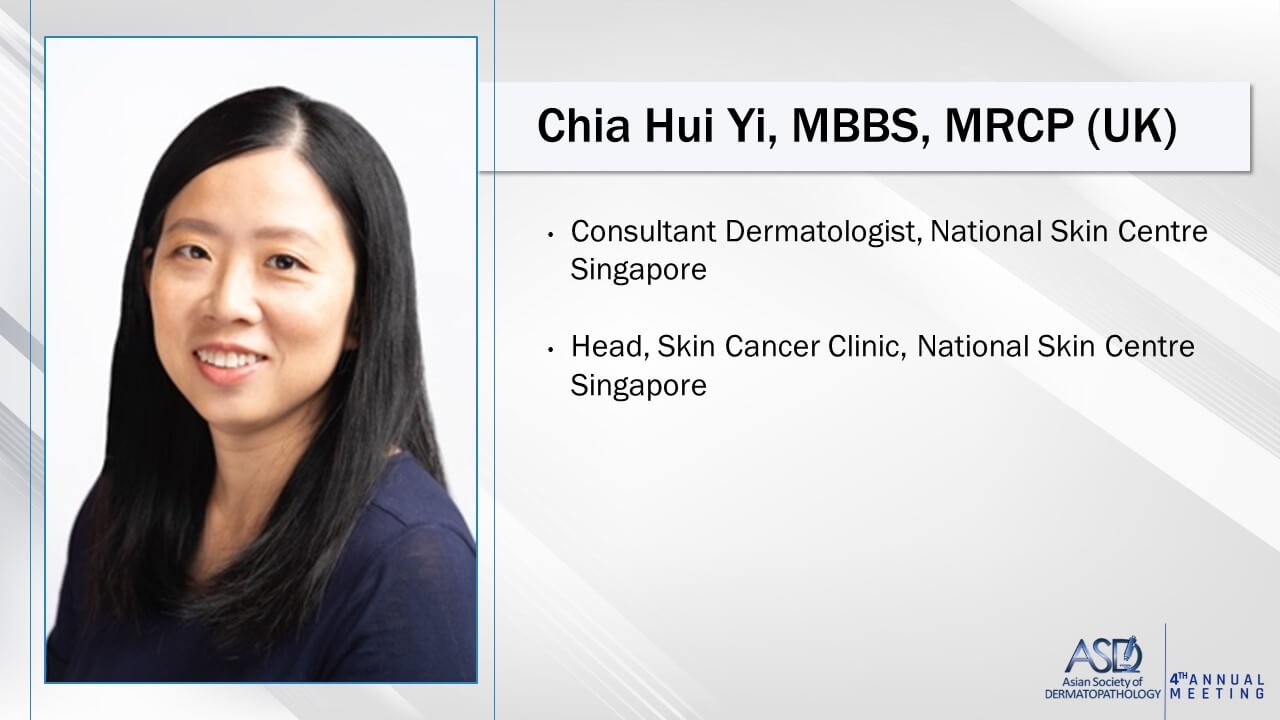 Chia Hui Yi, MBBS, MRCP (UK)
• Consultant Dermatologist, National Skin Centre
Singapore
• Head, Skin Cancer Clinic, National Skin Centre
Singapore
ASD
Asian Society of
DERMATOPATHOLOGY
4TH ANNUAL
MEETING